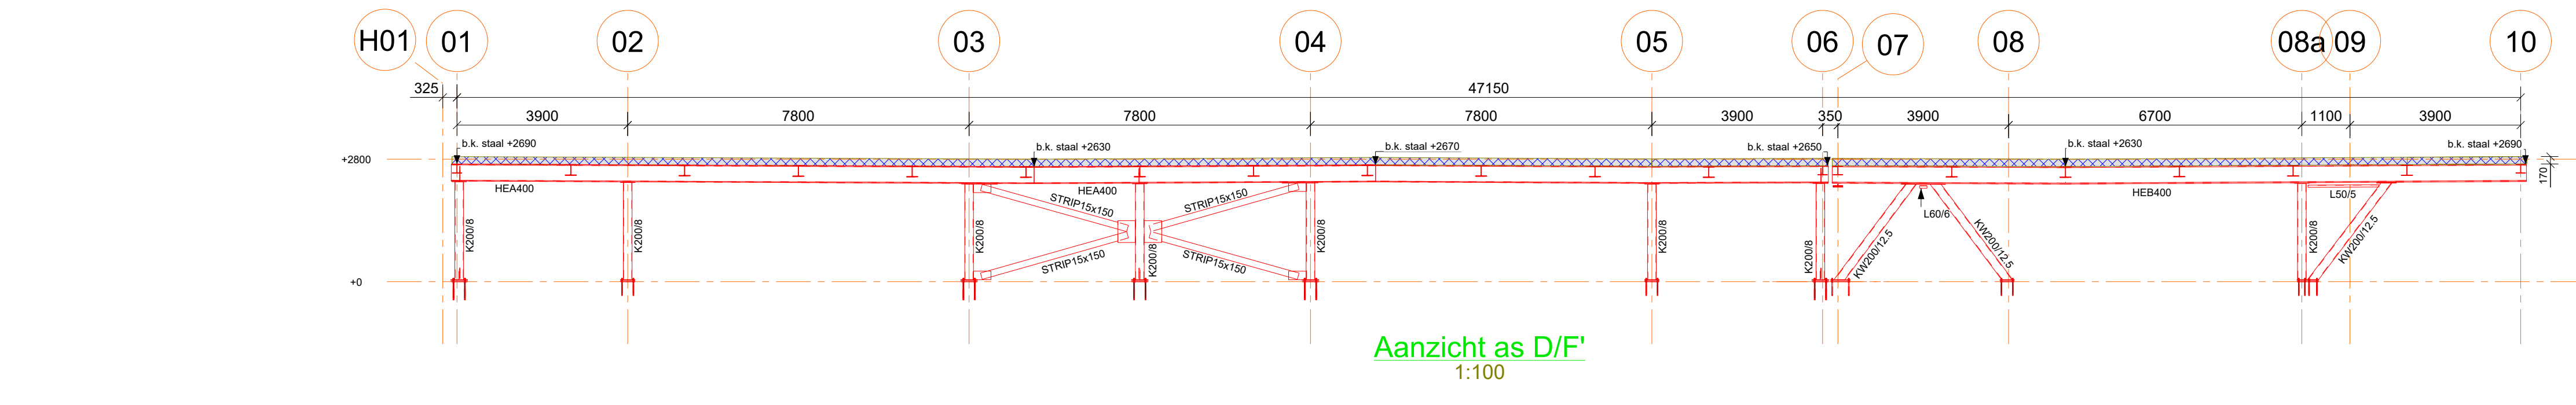 H01 01 02 03 04 05 06 07 08 08a 09 10
325 47150
3900 7800 7800 7800 3900 350 3900 6700 1100 3900
b.k. staal +2690 b.k. staal +2630 b.k. staal +2670 b.k. staal +2650 b.k. staal +2630 b.k. staal +2690
+2800
170
HEA400 HEA400 HEB400
L50/5
L60/6
STRIP15x150 STRIP15x150
K200/8 K200/8 K200/8 K200/8 K200/8 K200/8 K200/8 KW200/12.5 KW200/12.5 K200/8 KW200/12.5
STRIP15x150 STRIP15x150
+0
Aanzicht as D/F'
1:100